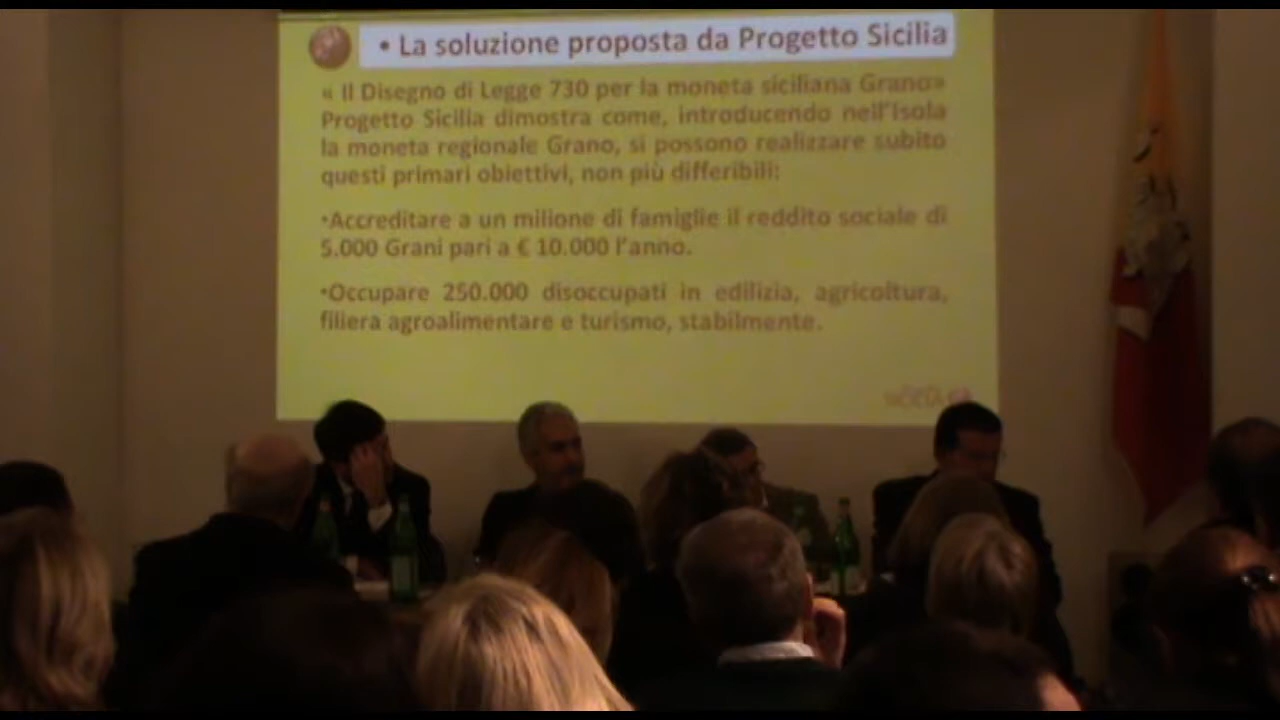 • La soluzione proposta da Progetto Sicilia
« Il Disegno di Legge 730 per la moneta siciliana Grano»
Progetto Sicilia dimostra come, introducendo nell'Isola
la moneta regionale Grano, si possono realizzare subito
questi primari obiettivi, non più differibili:
•Accreditare a un milione di famiglie il reddito sociale di
5.000 Grani pari a € 10.000 l'anno.
•Occupare 250.000 disoccupati in edilizia, agricoltura,
filiera agroalimentare e turismo, stabilmente.